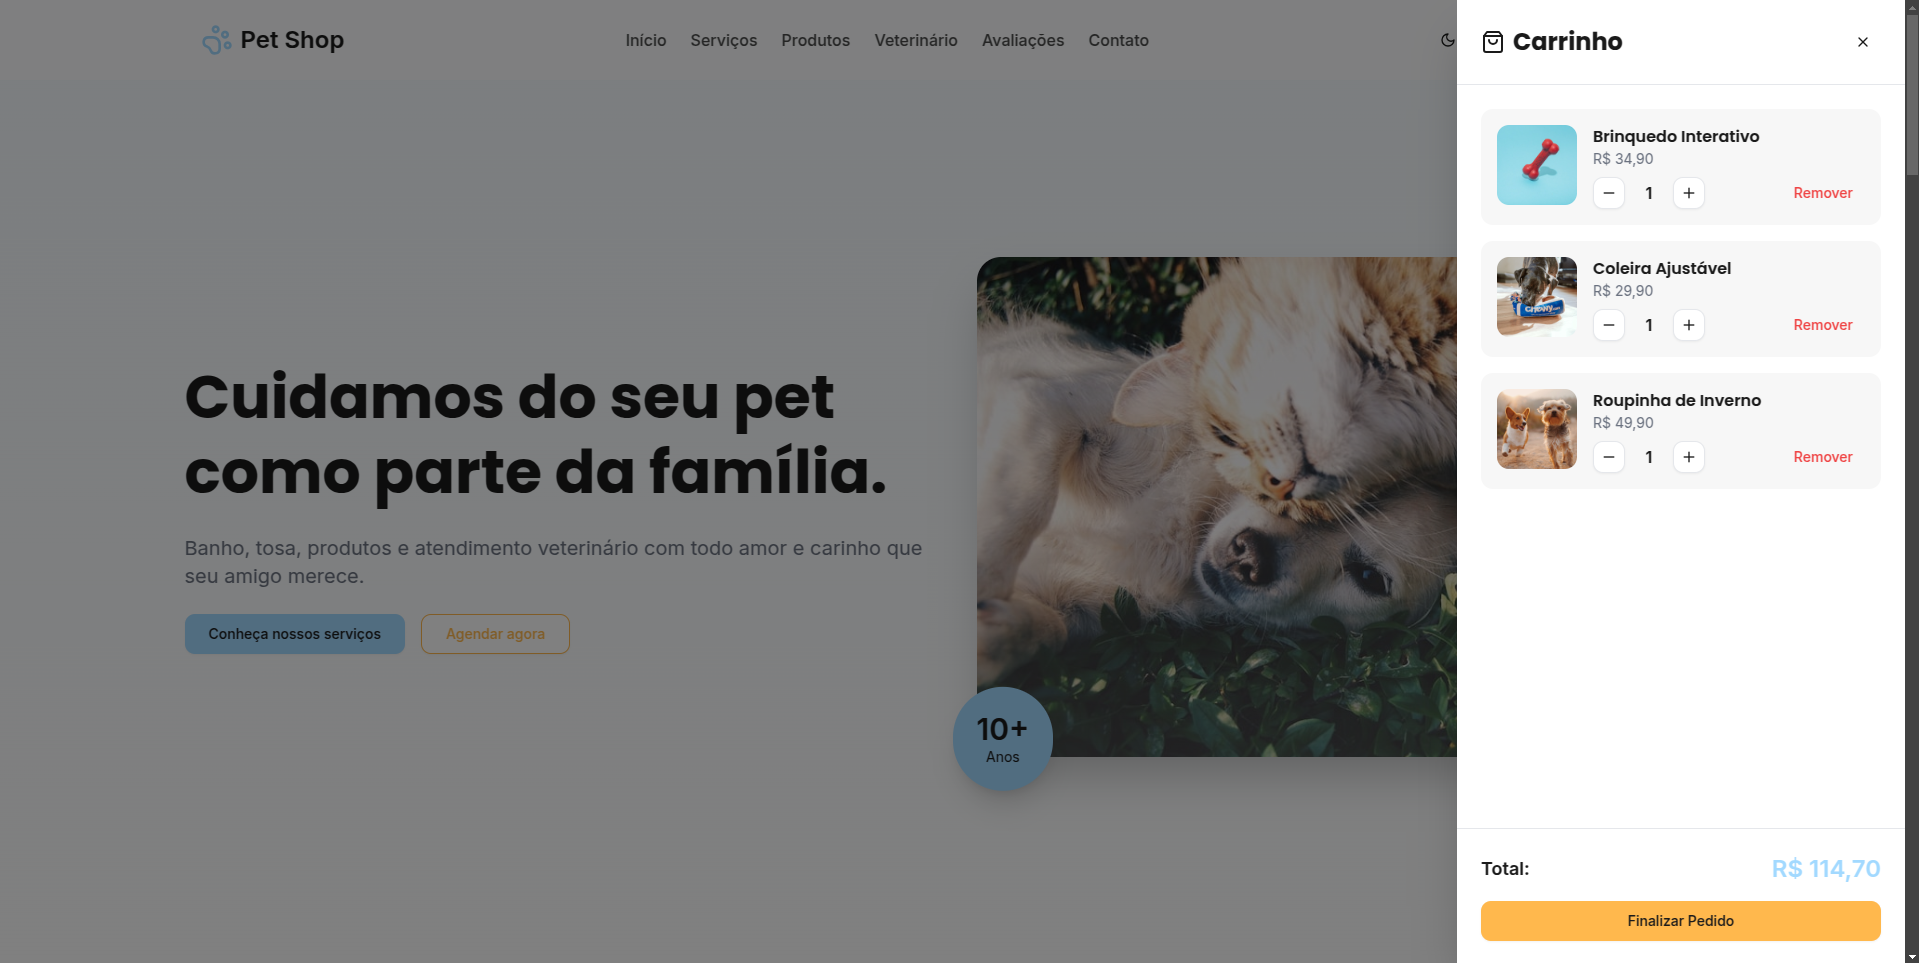 Pet Shop
Início Serviços Produtos Veterinário Avaliações Contato
Cuidamos do seu pet
como parte da família.
Banho, tosa, produtos e atendimento veterinário com todo amor e carinho que
seu amigo merece.
Conheça nossos serviços
Agendar agora
10+
Anos
Carrinho
Brinquedo Interativo
R$ 34,90
1
Remover
Coleira Ajustável
R$ 29,90
1
Remover
Roupinha de Inverno
R$ 49,90
1
Remover
Total: R$ 114,70
Finalizar Pedido